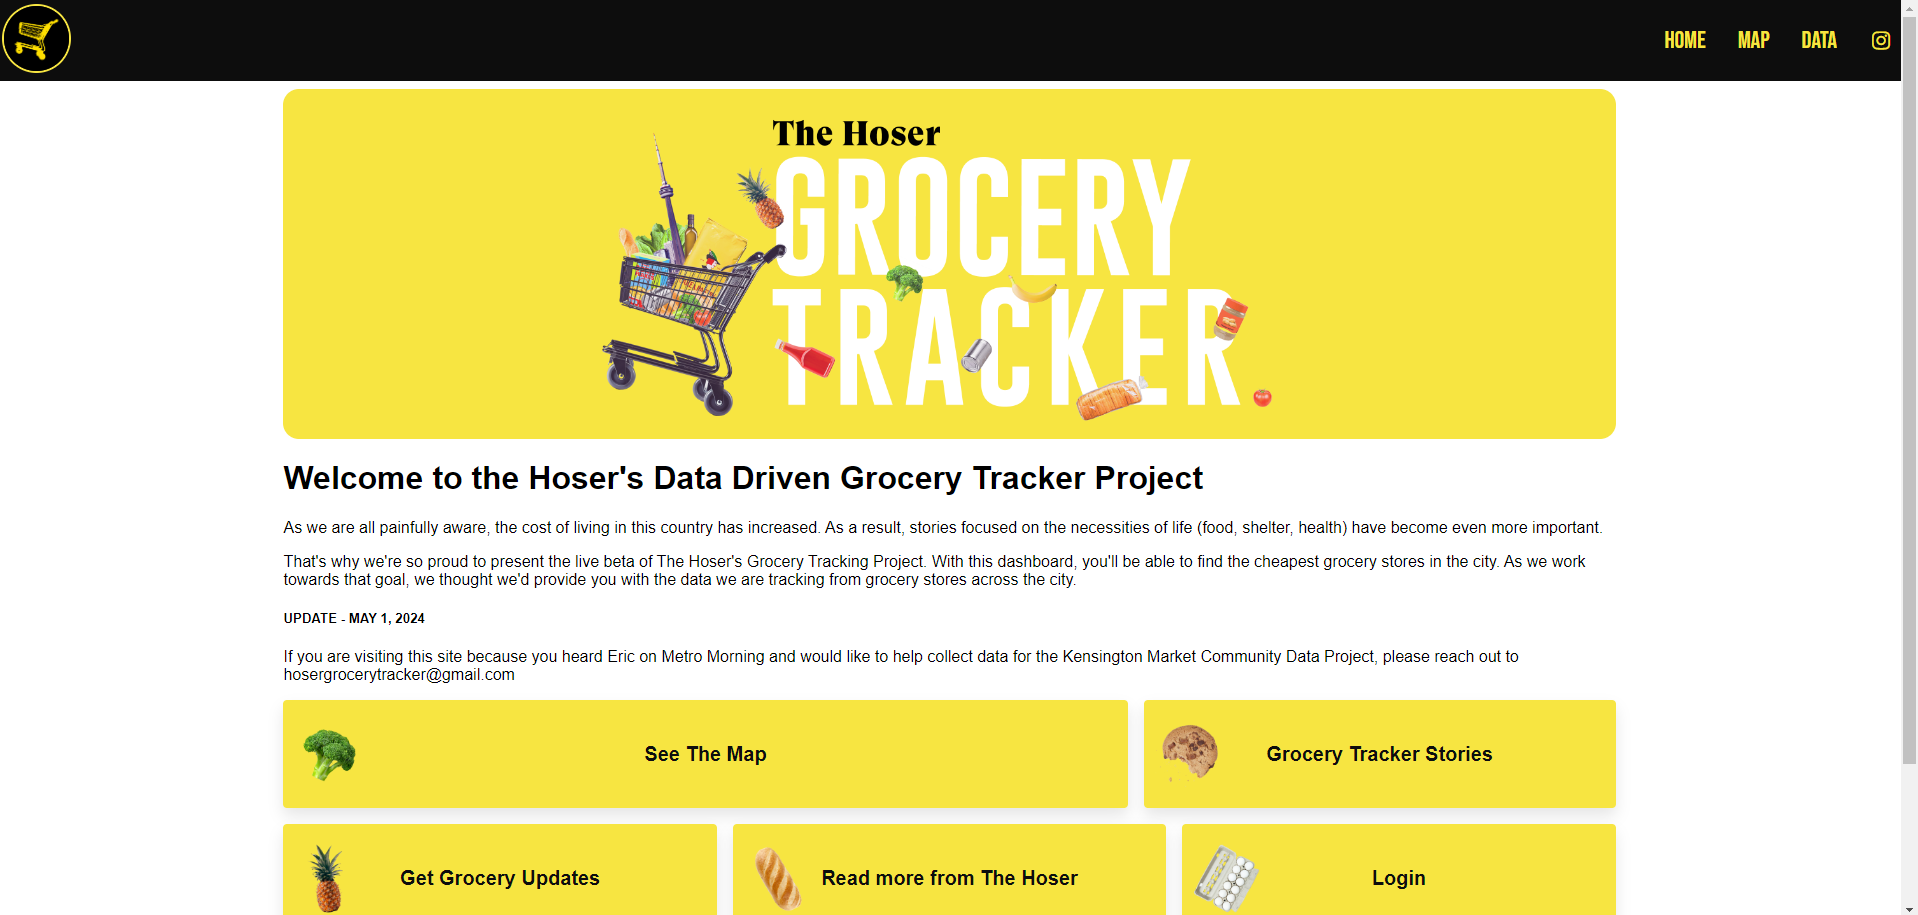 HOME MAP DATA
The Hoser
GROCERY
TRACKER
Welcome to the Hoser's Data Driven Grocery Tracker Project
As we are all painfully aware, the cost of living in this country has increased. As a result, stories focused on the necessities of life (food, shelter, health) have become even more important.
That's why we're so proud to present the live beta of The Hoser's Grocery Tracking Project. With this dashboard, you'll be able to find the cheapest grocery stores in the city. As we work
towards that goal, we thought we'd provide you with the data we are tracking from grocery stores across the city.
UPDATE - MAY 1, 2024
If you are visiting this site because you heard Eric on Metro Morning and would like to help collect data for the Kensington Market Community Data Project, please reach out to
hosergrocerytracker@gmail.com
See The Map
Grocery Tracker Stories
Get Grocery Updates
Read more from The Hoser
Login